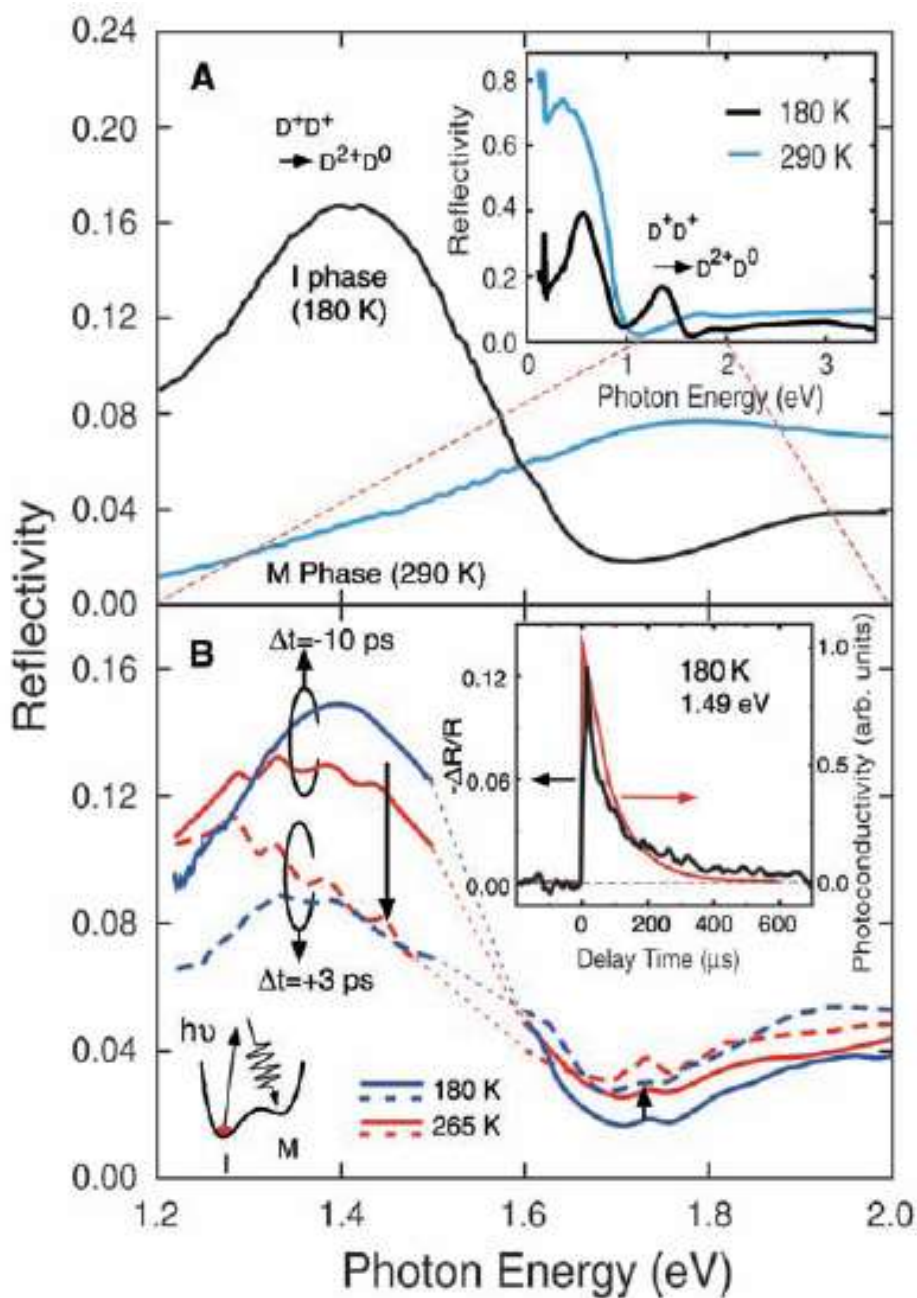 0.24
0.20
0.16
0.12
0.08
0.04
0.00
A
D⁺D⁺
→ D²⁺D⁰
I phase
(180 K)
M Phase (290 K)
0.8
0.6
0.4
0.2
0.0
Reflectivity
180 K
290 K
D⁺D⁺
→ D²⁺D⁰
0 1 2 3
Photon Energy (eV)
Reflectivity
0.16
0.12
0.08
0.04
0.00
B
Δt=-10 ps
Δt=+3 ps
hυ
I M
180 K
265 K
-ΔR/R
0.12
0.06
0.00
180 K
1.49 eV
1.0
0.5
0.0
Photoconductivity (arb. units)
0 200 400 600
Delay Time (μs)
1.2 1.4 1.6 1.8 2.0
Photon Energy (eV)